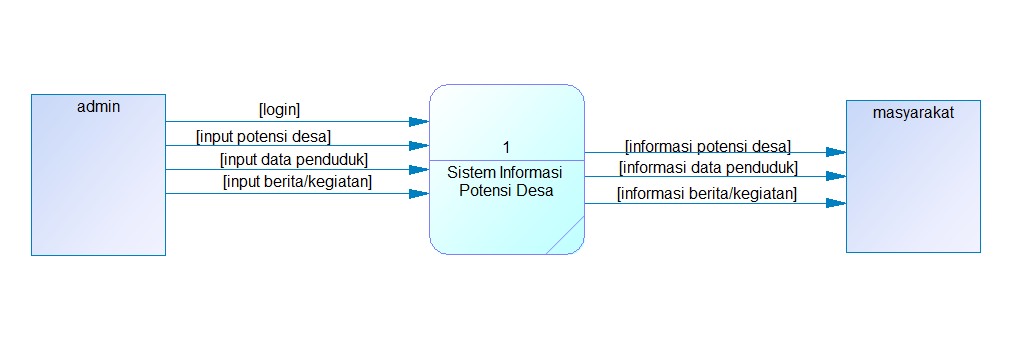 admin
[login]
[input potensi desa]
[input data penduduk]
[input berita/kegiatan]
1
Sistem Informasi
Potensi Desa
[informasi potensi desa]
[informasi data penduduk]
[informasi berita/kegiatan]
masyarakat